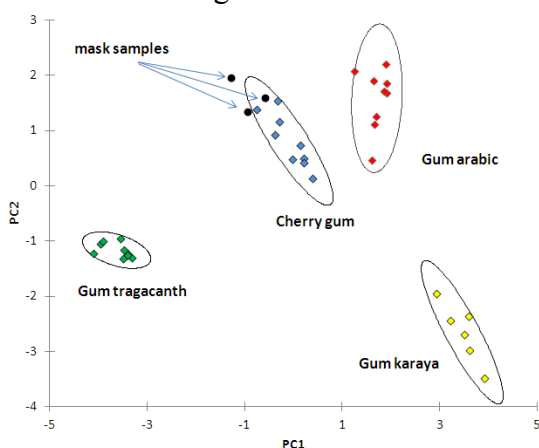 3
mask samples
2
1
Gum arabic
0
Cherry gum
PC2
-1
Gum tragacanth
-2
-3
Gum karaya
-4
-5 -3 -1 1 3 5
PC1